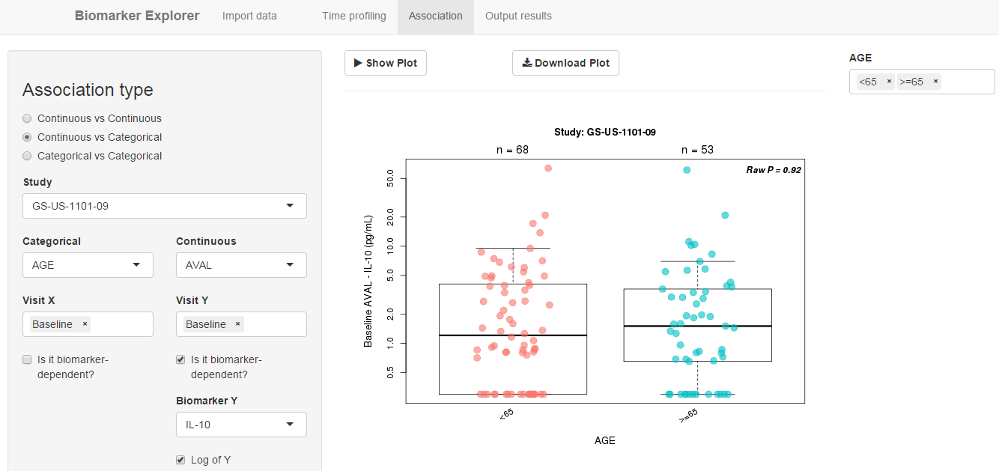 Biomarker Explorer Import data Time profiling Association Output results
Association type
Continuous vs Continuous
Continuous vs Categorical
Categorical vs Categorical
Study
GS-US-1101-09
Categorical Continuous
AGE AVAL
Visit X Visit Y
Baseline × Baseline ×
Is it biomarker- Is it biomarker-
dependent? dependent?
Biomarker Y
IL-10
Log of Y
Show Plot Download Plot
AGE
<65 × >=65 ×
Study: GS-US-1101-09
n = 68 n = 53
Raw P = 0.92
Baseline AVAL - IL-10 (pg/mL)
50.0
20.0
10.0
5.0
2.0
1.0
0.5
<65 >=65
AGE